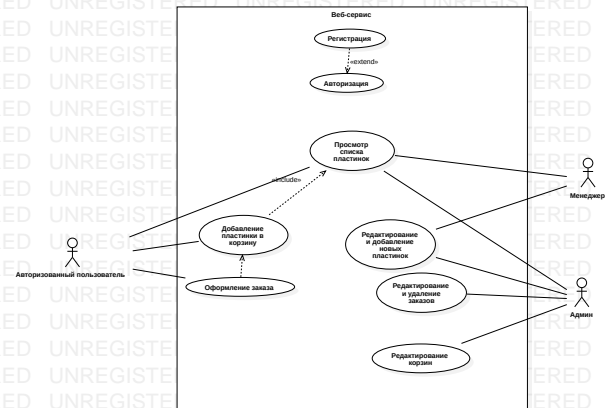 Веб-сервис
Регистрация
«extend»
Авторизация
Просмотр
списка
пластинок
«include»
Менеджер
Добавление
пластинки в
корзину
Редактирование
и добавление
новых
пластинок
Авторизованный пользователь
Оформление заказа
Редактирование
и удаление
заказов
Админ
Редактирование
корзин
UNREGISTERED